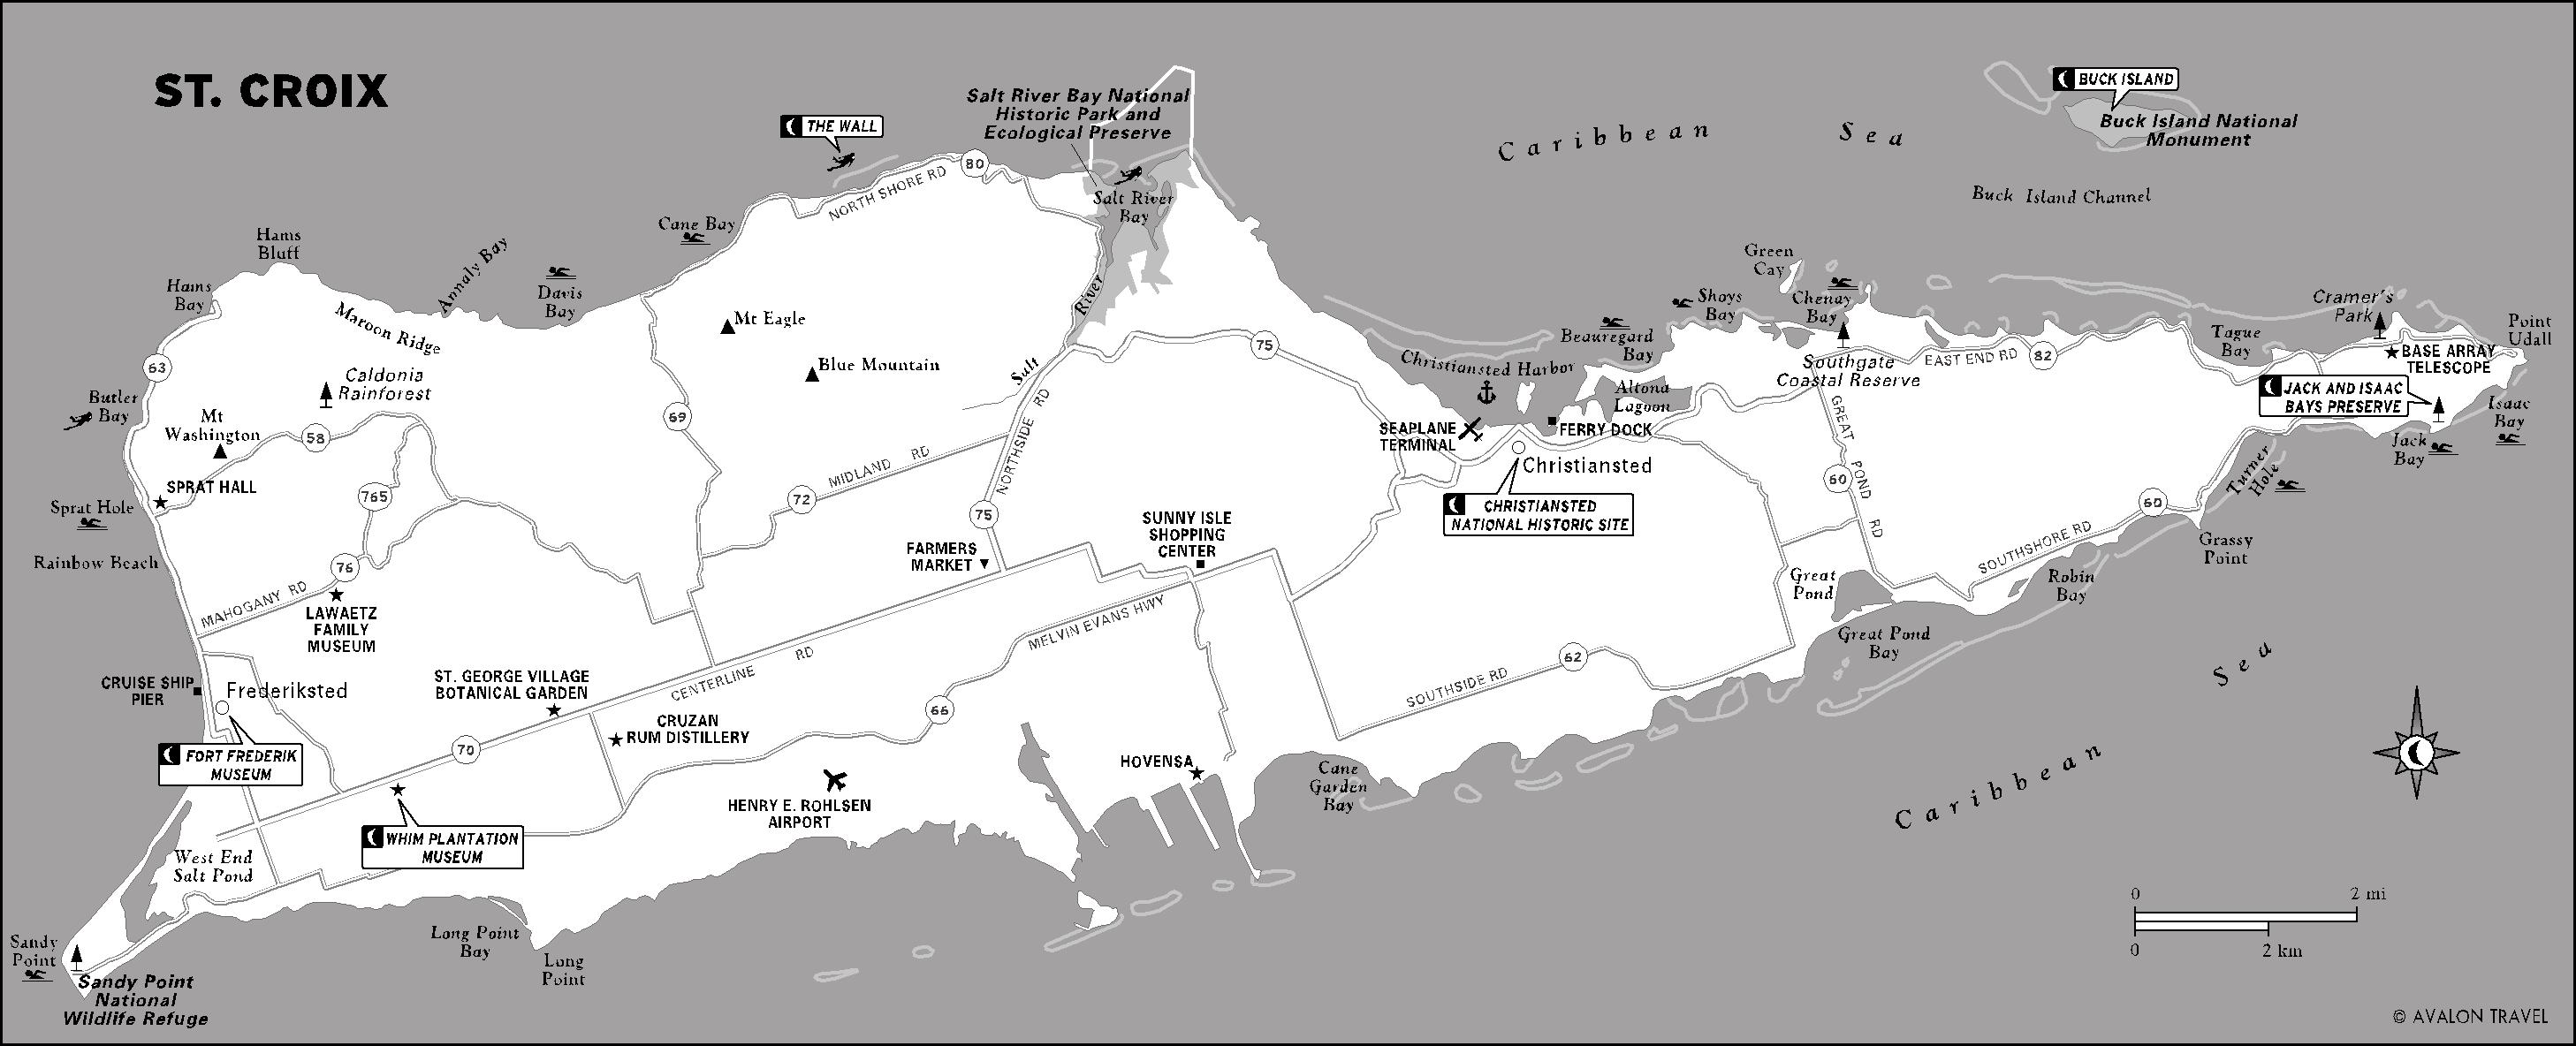 ST. CROIX
THE WALL
Salt River Bay National
Historic Park and
Ecological Preserve
Caribbean Sea
BUCK ISLAND
Buck Island National
Monument
Buck Island Channel
80
NORTH SHORE RD
Salt River
Bay
Cane Bay
Hams
Bluff
Annaly Bay
Davis
Bay
Hams
Bay
Maroon Ridge
Mt Eagle
Blue Mountain
Salt River
Green
Cay
Shoys
Bay
Chenay
Bay
Cramer's
Park
Point
Udall
Tague
Bay
Beauregard
Bay
Christiansted Harbor
Altona
Lagoon
Southgate
Coastal Reserve
EAST END RD
82
BASE ARRAY
TELESCOPE
JACK AND ISAAC
BAYS PRESERVE
Isaac
Bay
Jack
Bay
Turner
Hole
63
Butler
Bay
Caldonia
Rainforest
Mt
Washington
58
SPRAT HALL
Sprat Hole
Rainbow Beach
765
76
MAHOGANY RD
LAWAETZ
FAMILY
MUSEUM
69
72
MIDLAND RD
NORTHSIDE RD
75
75
FARMERS
MARKET
SUNNY ISLE
SHOPPING
CENTER
SEAPLANE
TERMINAL
FERRY DOCK
Christiansted
CHRISTIANSTED
NATIONAL HISTORIC SITE
GREAT POND RD
60
60
SOUTHSHORE RD
Grassy
Point
Robin
Bay
Great
Pond
Great Pond
Bay
CRUISE SHIP
PIER
Frederiksted
FORT FREDERIK
MUSEUM
ST. GEORGE VILLAGE
BOTANICAL GARDEN
CENTERLINE RD
MELVIN EVANS HWY
66
70
CRUZAN
RUM DISTILLERY
WHIM PLANTATION
MUSEUM
HENRY E. ROHLSEN
AIRPORT
HOVENSA
SOUTHSIDE RD
62
Cane
Garden
Bay
Caribbean Sea
West End
Salt Pond
Sandy
Point
Sandy Point
National
Wildlife Refuge
Long Point
Bay
Long
Point
0 2 mi
0 2 km
© AVALON TRAVEL